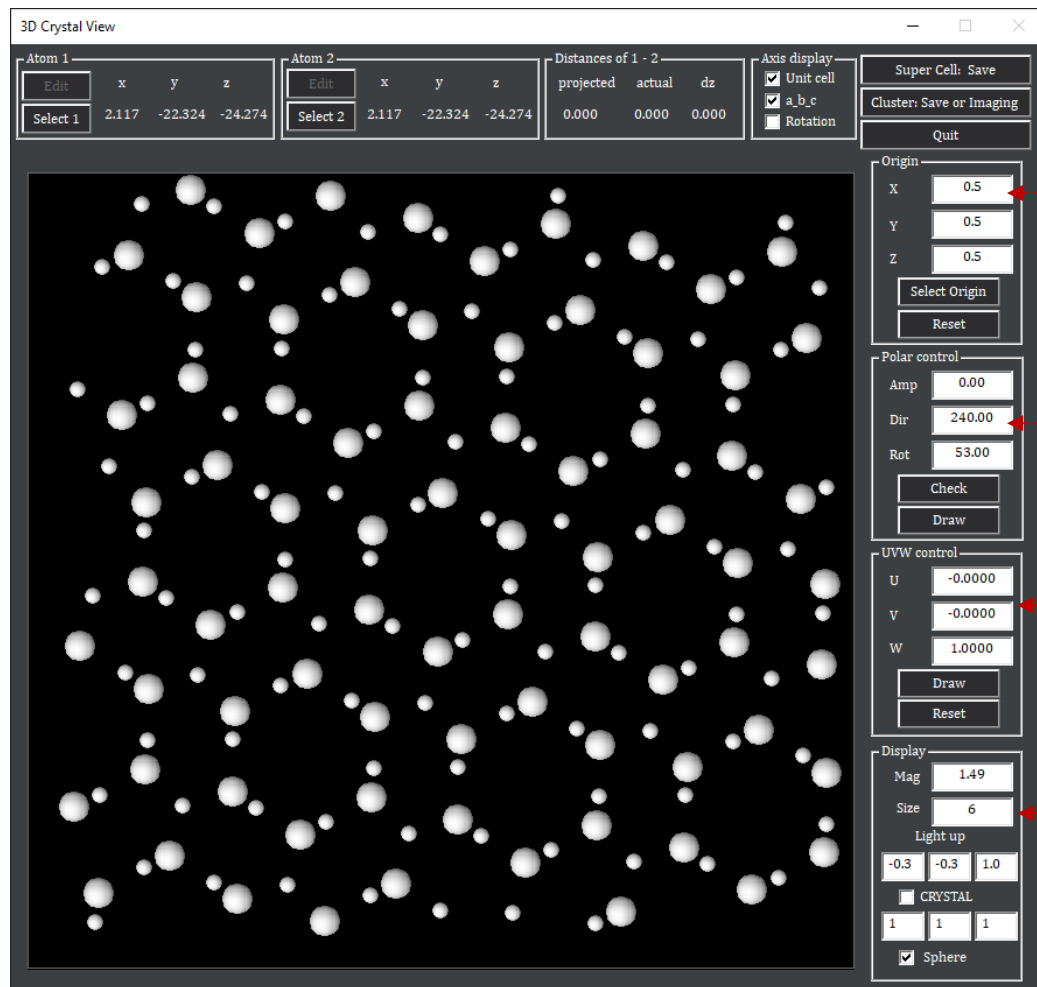 3D Crystal View
Atom 1
Edit x y z
Select 1 2.117 -22.324 -24.274
Atom 2
Edit x y z
Select 2 2.117 -22.324 -24.274
Distances of 1 - 2
projected actual dz
0.000 0.000 0.000
Axis display
Unit cell
a_b_c
Rotation
Super Cell: Save
Cluster: Save or Imaging
Quit
Origin
X 0.5
Y 0.5
Z 0.5
Select Origin
Reset
Polar control
Amp 0.00
Dir 240.00
Rot 53.00
Check
Draw
UVW control
U -0.0000
V -0.0000
W 1.0000
Draw
Reset
Display
Mag 1.49
Size 6
Light up
-0.3 -0.3 1.0
CRYSTAL
1 1 1
Sphere